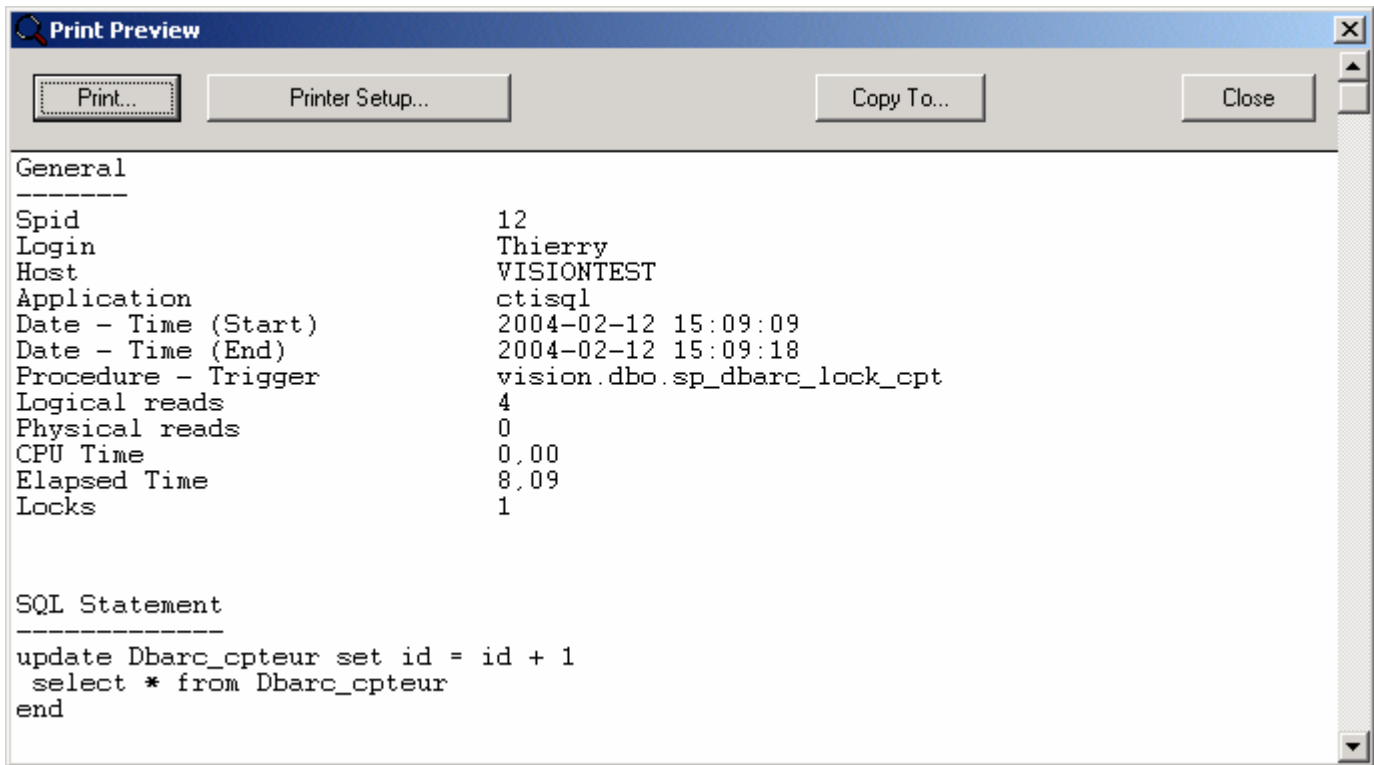 Print Preview
Print... Printer Setup... Copy To... Close
General
-------
Spid 12
Login Thierry
Host VISIONTEST
Application ctisql
Date - Time (Start) 2004-02-12 15:09:09
Date - Time (End) 2004-02-12 15:09:18
Procedure - Trigger vision.dbo.sp_dbarc_lock_cpt
Logical reads 4
Physical reads 0
CPU Time 0,00
Elapsed Time 8,09
Locks 1
SQL Statement
-------------
update Dbarc_cpteur set id = id + 1
select * from Dbarc_cpteur
end